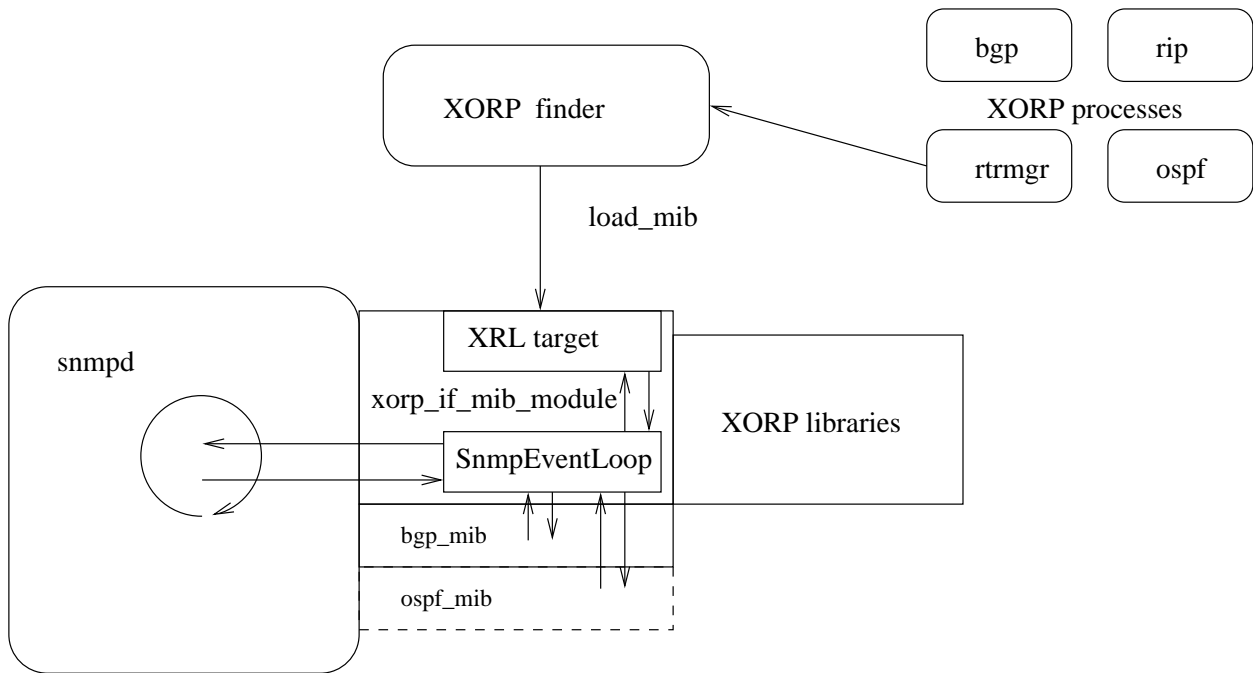 bgp
rip
XORP finder
XORP processes
rtrmgr
ospf
load_mib
XRL target
snmpd
xorp_if_mib_module
XORP libraries
SnmpEventLoop
bgp_mib
ospf_mib